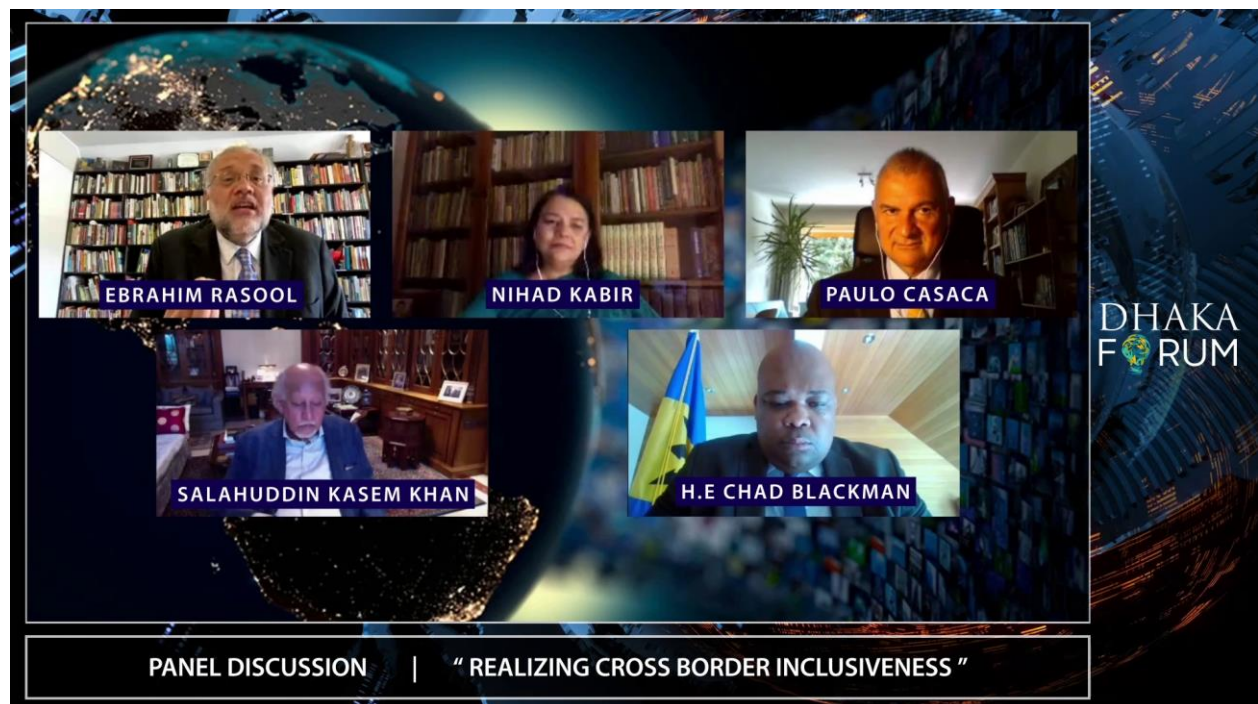 EBRAHIM RASOOL
NIHAD KABIR
PAULO CASACA
SALAHUDDIN KASEM KHAN
H.E CHAD BLACKMAN
DHAKA
FORUM
PANEL DISCUSSION | “ REALIZING CROSS BORDER INCLUSIVENESS ”